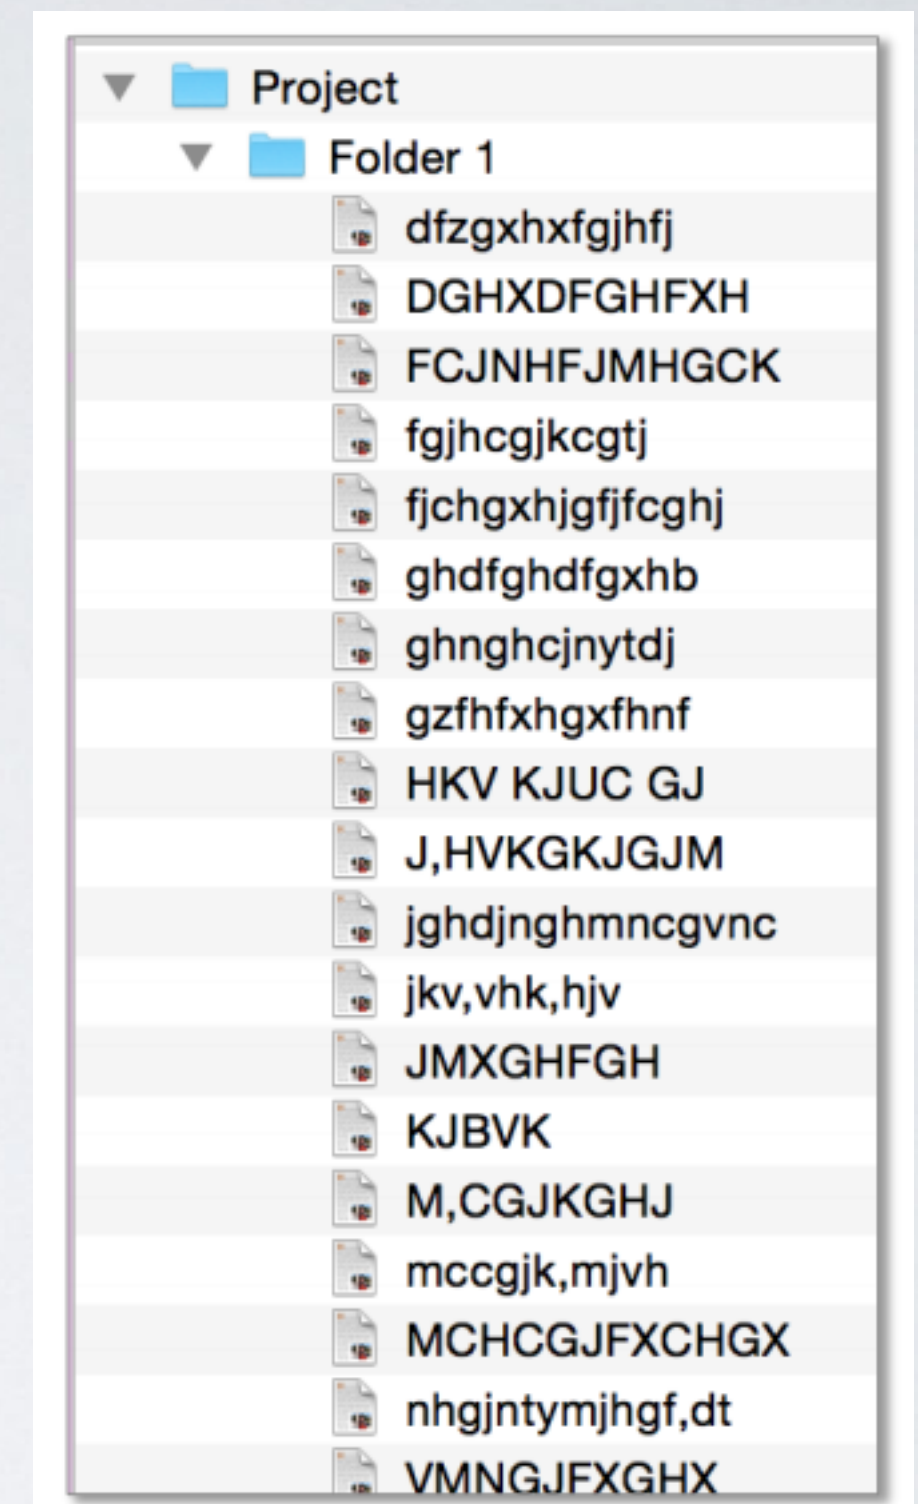 Project
Folder 1
dfzgxhxfgjhfj
DGHXDFGHFXH
FCJNHFJMHGCK
fgjhcgjkcgtj
fjchgxhjgfjfcghj
ghdfghdfgxhb
ghnghcjnytdj
gzfhfxhgxfhnf
HKV KJUC GJ
J,HVKGKJGJM
jghdjnghmncgvnc
jkv,vhk,hjv
JMXGHFGH
KJBVK
M,CGJKGHJ
mccgjk,mjvh
MCHCGJFXCHGX
nhgjntymjhgf,dt
VMNGJFXGHX